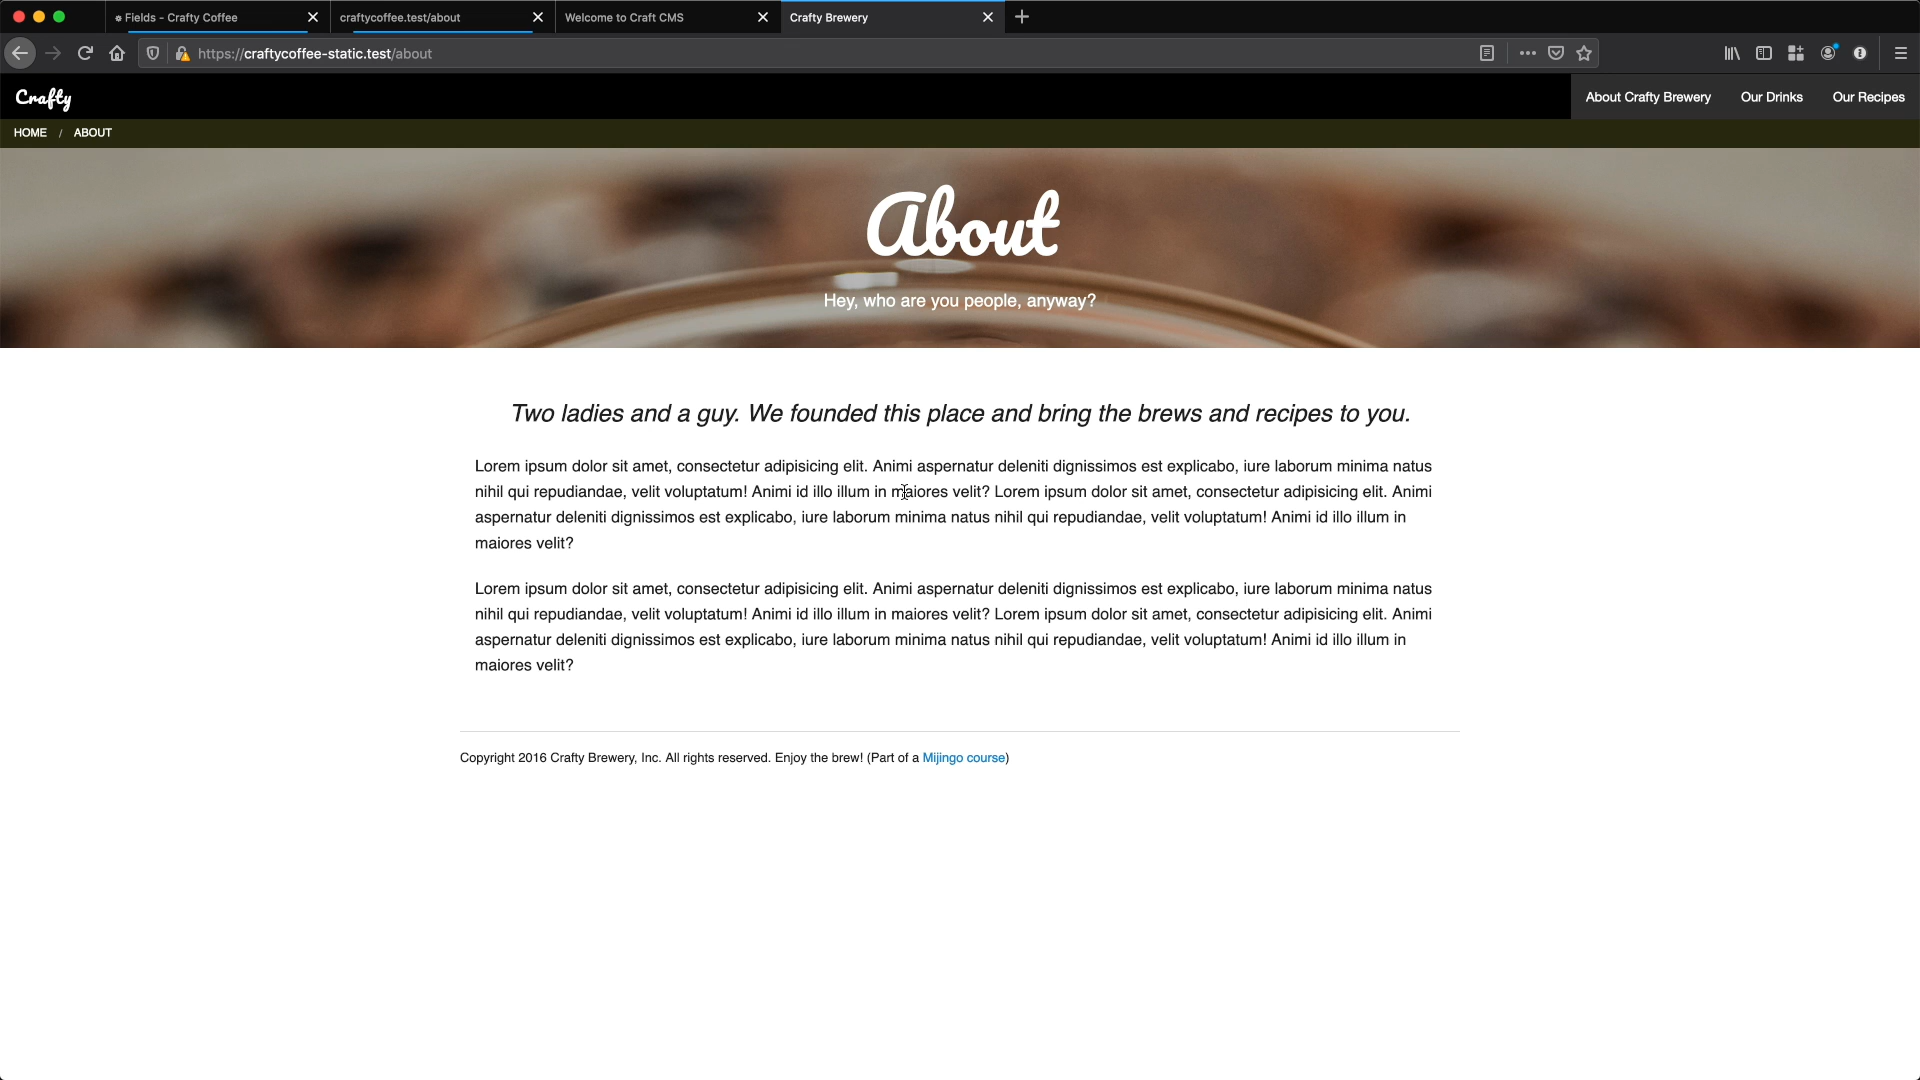 Fields - Crafty Coffee
craftycoffee.test/about
Welcome to Craft CMS
Crafty Brewery
https://craftycoffee-static.test/about
Crafty
About Crafty Brewery
Our Drinks
Our Recipes
HOME / ABOUT
About
Hey, who are you people, anyway?
Two ladies and a guy. We founded this place and bring the brews and recipes to you.
Lorem ipsum dolor sit amet, consectetur adipisicing elit. Animi aspernatur deleniti dignissimos est explicabo, iure laborum minima natus
nihil qui repudiandae, velit voluptatum! Animi id illo illum in maiores velit? Lorem ipsum dolor sit amet, consectetur adipisicing elit. Animi
aspernatur deleniti dignissimos est explicabo, iure laborum minima natus nihil qui repudiandae, velit voluptatum! Animi id illo illum in
maiores velit?
Lorem ipsum dolor sit amet, consectetur adipisicing elit. Animi aspernatur deleniti dignissimos est explicabo, iure laborum minima natus
nihil qui repudiandae, velit voluptatum! Animi id illo illum in maiores velit? Lorem ipsum dolor sit amet, consectetur adipisicing elit. Animi
aspernatur deleniti dignissimos est explicabo, iure laborum minima natus nihil qui repudiandae, velit voluptatum! Animi id illo illum in
maiores velit?
Copyright 2016 Crafty Brewery, Inc. All rights reserved. Enjoy the brew! (Part of a Mijingo course)